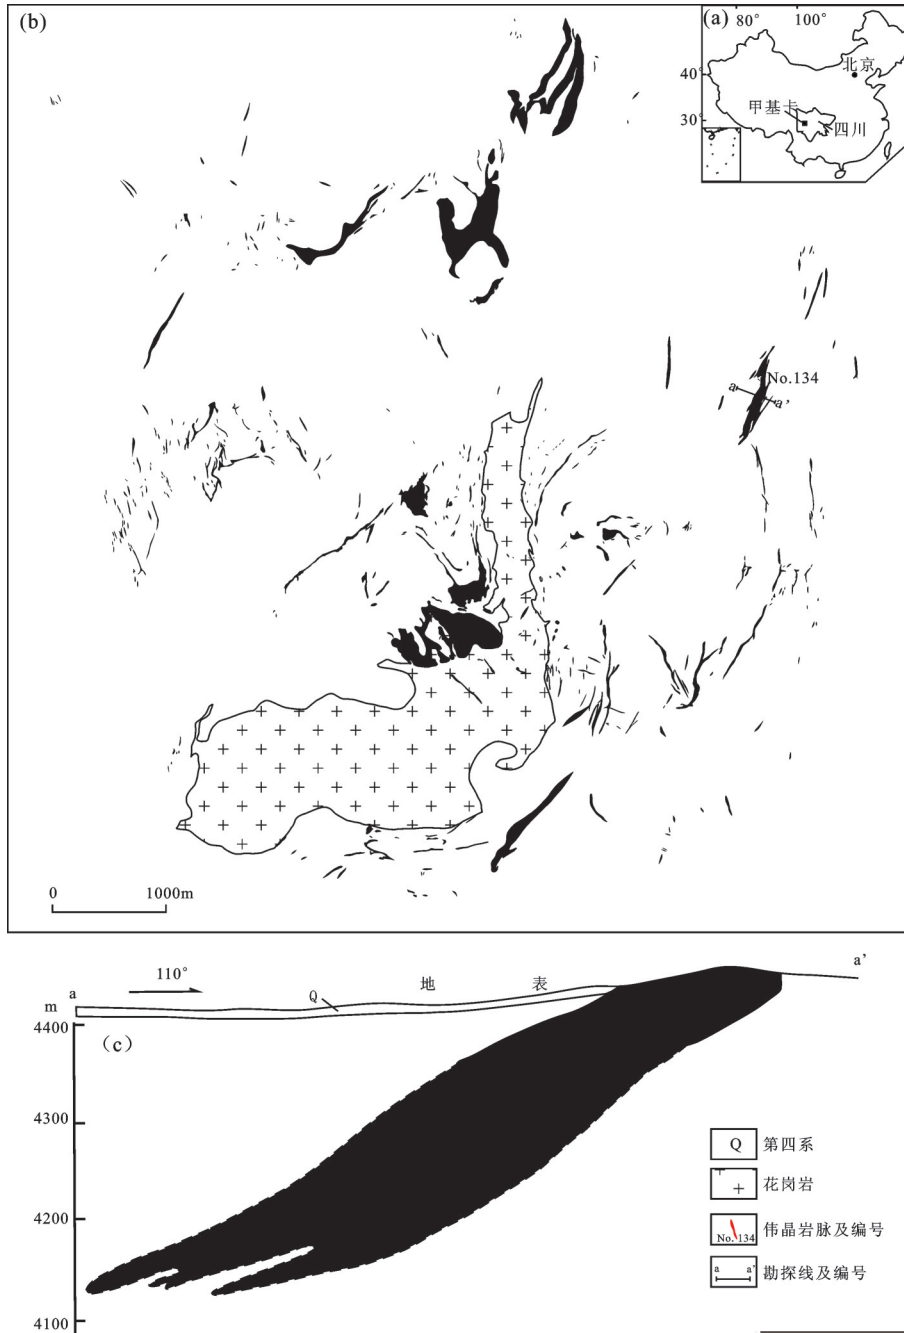 (b)
(a)
80°
100°
北京
40°
甲基卡
30°
四川
No.134
a
a’
0
1000m
a’
110°
地
表
a
Q
m
4400
(c)
4300
Q
第四系
+
花岗岩
4200
No. 134
伟晶岩脉及编号
a
a’
勘探线及编号
4100